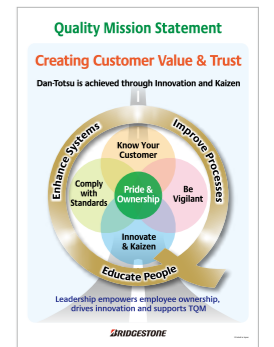 Quality Mission Statement
Creating Customer Value & Trust
Dan-Totsu is achieved through Innovation and Kaizen
Enhance Systems
Improve Processes
Know Your
Customer
Comply
with
Standards
Pride &
Ownership
Be
Vigilant
Innovate
& Kaizen
Educate People
Leadership empowers employee ownership,
drives innovation and supports TQM
BRIDGESTONE